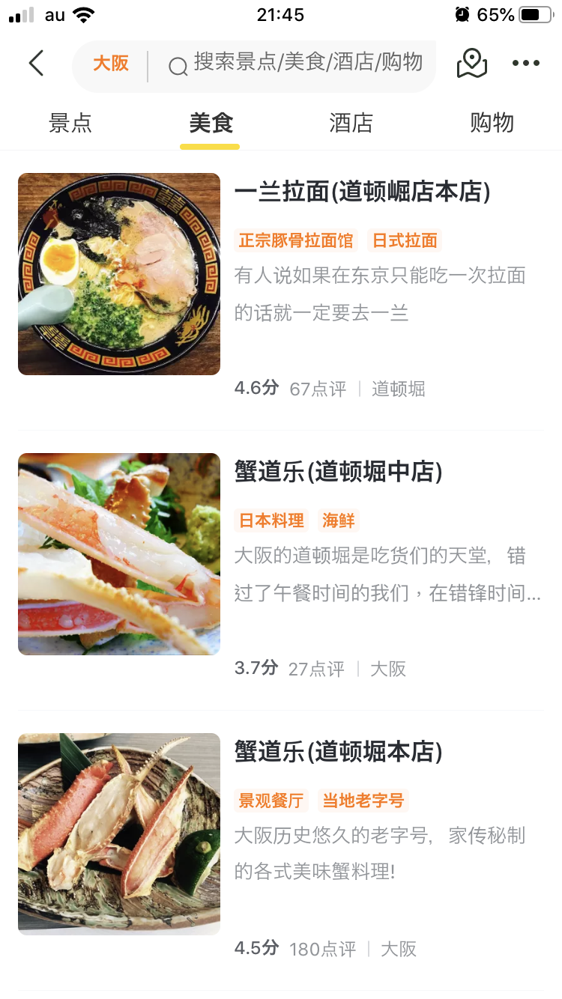 au 21:45 65%
大阪 搜索景点/美食/酒店/购物
景点 美食 酒店 购物
一兰拉面(道顿崛店本店)
正宗豚骨拉面馆 日式拉面
有人说如果在东京只能吃一次拉面
的话就一定要去一兰
4.6分 67点评 道顿堀
蟹道乐(道顿堀中店)
日本料理 海鲜
大阪的道顿堀是吃货们的天堂,错
过了午餐时间的我们，在错锋时间...
3.7分 27点评 大阪
蟹道乐(道顿堀本店)
景观餐厅 当地老字号
大阪历史悠久的老字号,家传秘制
的各式美味蟹料理!
4.5分 180点评 大阪